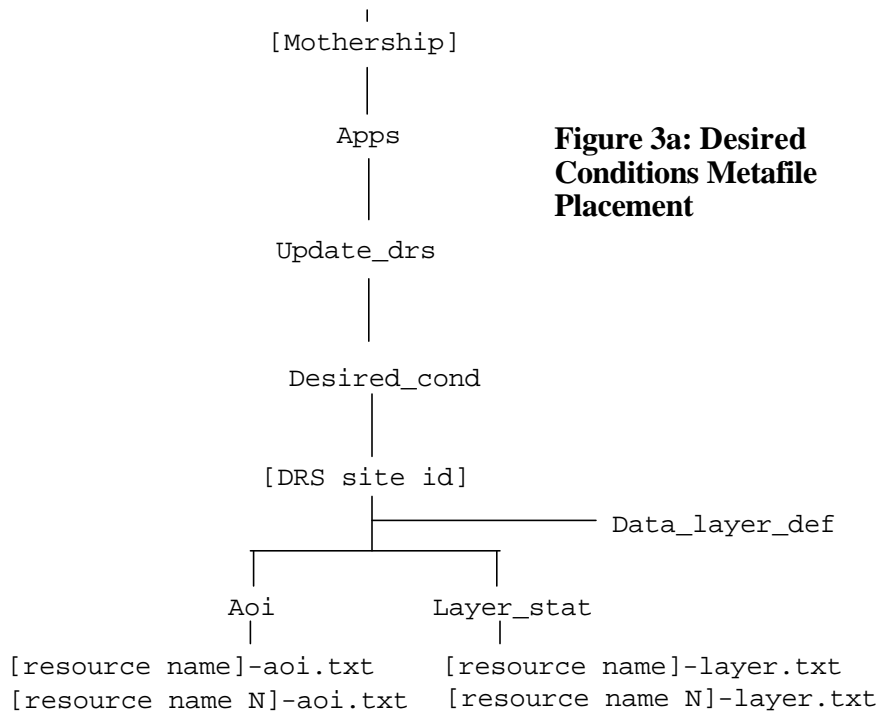 [Mothership]
Apps
Figure 3a: Desired
Conditions Metafile
Placement
Update_drs
Desired_cond
[DRS site id]
Data_layer_def
Aoi
Layer_stat
[resource name]-aoi.txt
[resource name N]-aoi.txt
[resource name]-layer.txt
[resource name N]-layer.txt